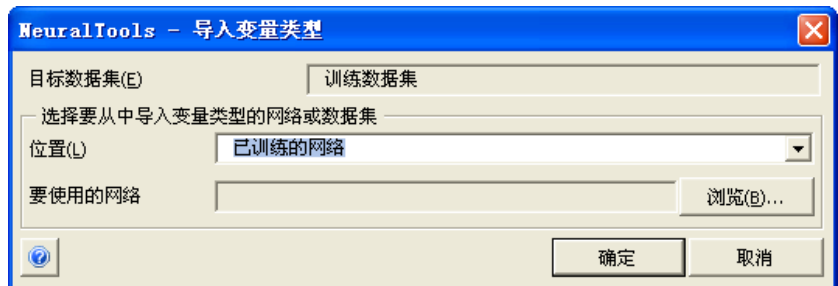 NeuralTools - 导入变量类型
目标数据集(E) 训练数据集
选择要从中导入变量类型的网络或数据集
位置(L) 已训练的网络
要使用的网络 浏览(B)...
? 确定 取消